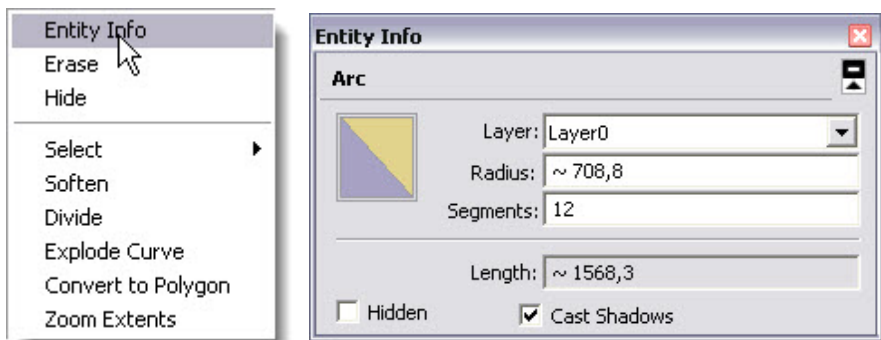 Entity Info
Erase
Hide
Select
Soften
Divide
Explode Curve
Convert to Polygon
Zoom Extents
Entity Info
Arc
Layer: Layer0
Radius: ~ 708,8
Segments: 12
Length: ~ 1568,3
Hidden
Cast Shadows